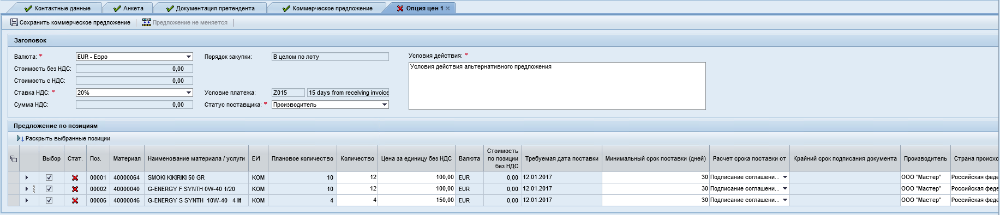 Контактные данные Анкета Документация претендента Коммерческое предложение Опция цен 1
Сохранить коммерческое предложение Предложение не меняется
Заголовок
Валюта: * EUR - Евро Порядок закупки: В целом по лоту Условия действия: *
Условия действия альтернативного предложения
Стоимость без НДС: 0,00
Стоимость с НДС: 0,00
Ставка НДС: * 20% Условие платежа: Z015 15 days from receiving invoice
Сумма НДС: 0,00 Статус поставщика: * Производитель
Предложение по позициям
Раскрыть выбранные позиции
Выбор Стат. Поз. Материал Наименование материала / услуги ЕИ Плановое количество Количество Цена за единицу без НДС Валюта Стоимость по позиции без НДС Требуемая дата поставки Минимальный срок поставки (дней) Расчет срока поставки от Крайний срок подписания документа Производитель Страна происхо
00001 40000064 SMOKI KIKIRIKI 50 GR KOM 10 12 100,00 EUR 0,00 12.01.2017 30 Подписание соглашени... ООО "Мастер" Российская феде
00002 40000040 G-ENERGY F SYNTH 0W-40 1/20 KOM 10 12 100,00 EUR 0,00 12.01.2017 30 Подписание соглашени... ООО "Мастер" Российская феде
00006 40000046 G-ENERGY S SYNTH 10W-40 4 lit KOM 4 4 150,00 EUR 0,00 12.01.2017 30 Подписание соглашени... ООО "Мастер" Российская феде